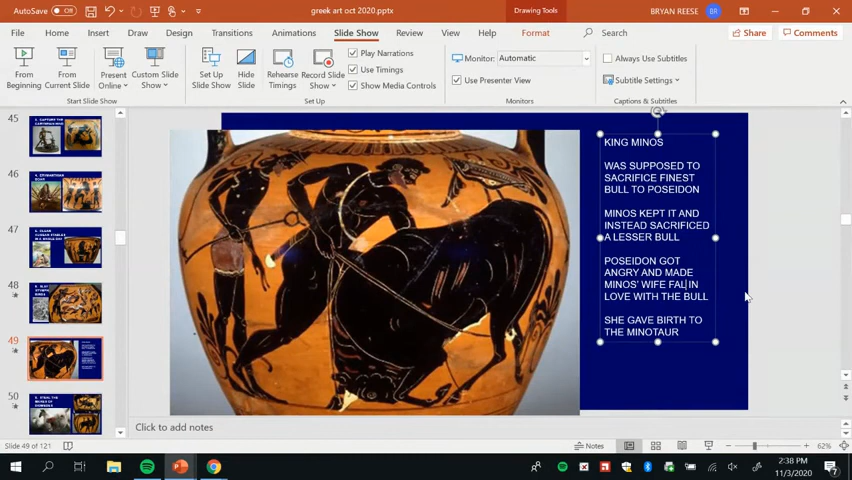 AutoSave Off greek art oct 2020.pptx Drawing Tools BRYAN REESE BR
File Home Insert Draw Design Transitions Animations Slide Show Review View Help Format Search Share Comments
From Beginning From Current Slide Present Online Custom Slide Show Set Up Slide Show Hide Slide Rehearse Timings Record Slide Show
Play Narrations
Use Timings
Show Media Controls
Monitor: Automatic
Use Presenter View
Always Use Subtitles
Subtitle Settings
Start Slide Show Set Up Monitors Captions & Subtitles
45
46
47
48
49
50
KING MINOS
WAS SUPPOSED TO
SACRIFICE FINEST
BULL TO POSEIDON
MINOS KEPT IT AND
INSTEAD SACRIFICED
A LESSER BULL
POSEIDON GOT
ANGRY AND MADE
MINOS' WIFE FAL IN
LOVE WITH THE BULL
SHE GAVE BIRTH TO
THE MINOTAUR
Click to add notes
Slide 49 of 121 Notes 62%
2:38 PM
11/3/2020
7